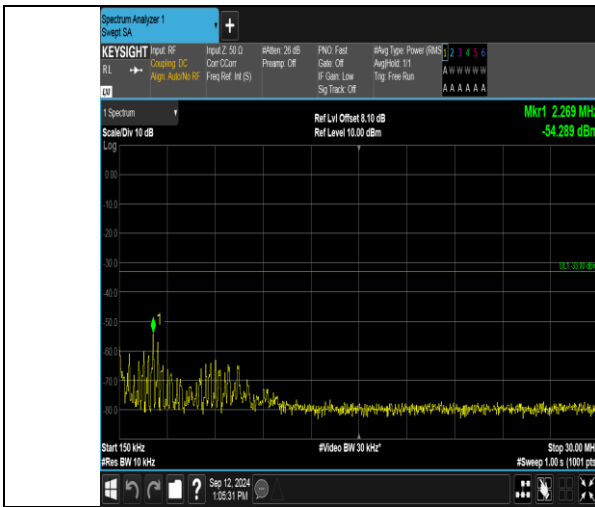 Spectrum Analyzer 1
Swept SA
+
KEYSIGHT Input: RF Input Z: 50 Ω #Atten: 26 dB PNO: Fast #Avg Type: Power (RMS 1 2 3 4 5 6
RL Coupling: DC Corr CCorr Preamp: Off Gate: Off Avg|Hold: 1/1 A W W W W W
Align: Auto/No RF Freq Ref: Int (S) IF Gain: Low Trig: Free Run
Sig Track: Off A A A A A A
LXI
1 Spectrum Ref Lvl Offset 8.10 dB Mkr1 2.269 MHz
Scale/Div 10 dB Ref Level 10.00 dBm -54.289 dBm
Log
0.00
-10.0
-20.0
-30.0 DL1 -33.00 dBm
-40.0
1
-50.0
-60.0
-70.0
-80.0
Start 150 kHz #Video BW 30 kHz* Stop 30.00 MH
#Res BW 10 kHz #Sweep 1.00 s (1001 pts
? Sep 12, 2024
1:05:31 PM